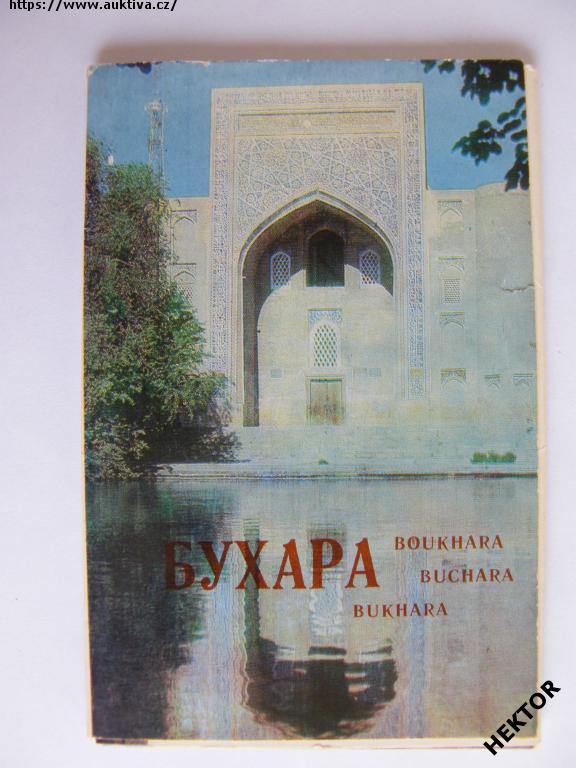 https://www.auktiva.cz/
БУХАРА
BOUKHARA
BUCHARA
BUKHARA
HEKTOR